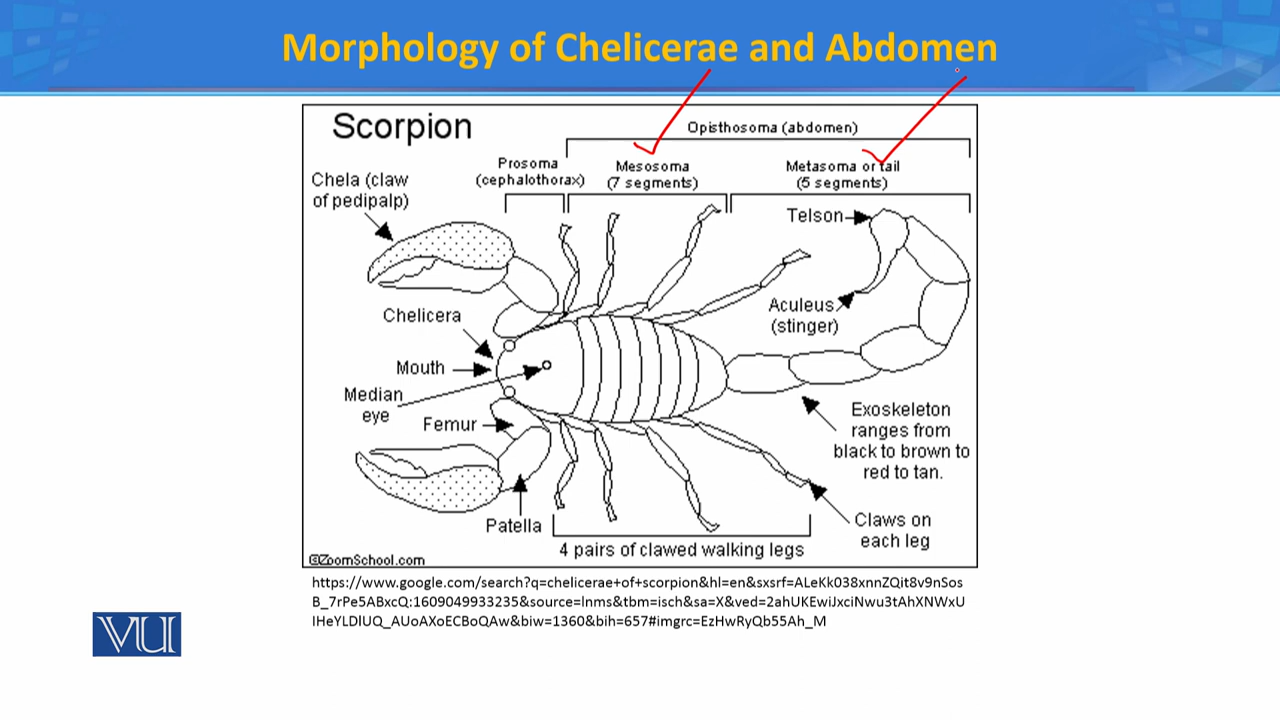 Morphology of Chelicerae and Abdomen
Scorpion
Opisthosoma (abdomen)
Prosoma
(cephalothorax)
Mesosoma
(7 segments)
Metasoma or tail
(5 segments)
Chela (claw
of pedipalp)
Telson
Chelicera
Aculeus
(stinger)
Mouth
Median
eye
Femur
Exoskeleton
ranges from
black to brown to
red to tan.
Patella
Claws on
each leg
4 pairs of clawed walking legs
©ZoomSchool.com
https://www.google.com/search?q=chelicerae+of+scorpion&hl=en&sxsrf=ALeKk038xnnZQit8v9nSos
B_7rPe5ABxcQ:1609049933235&source=lnms&tbm=isch&sa=X&ved=2ahUKEwiJxciNwu3tAhXNWxU
IHeYLDlUQ_AUoAXoECBoQAw&biw=1360&bih=657#imgrc=EzHwRyQb55Ah_M
VU